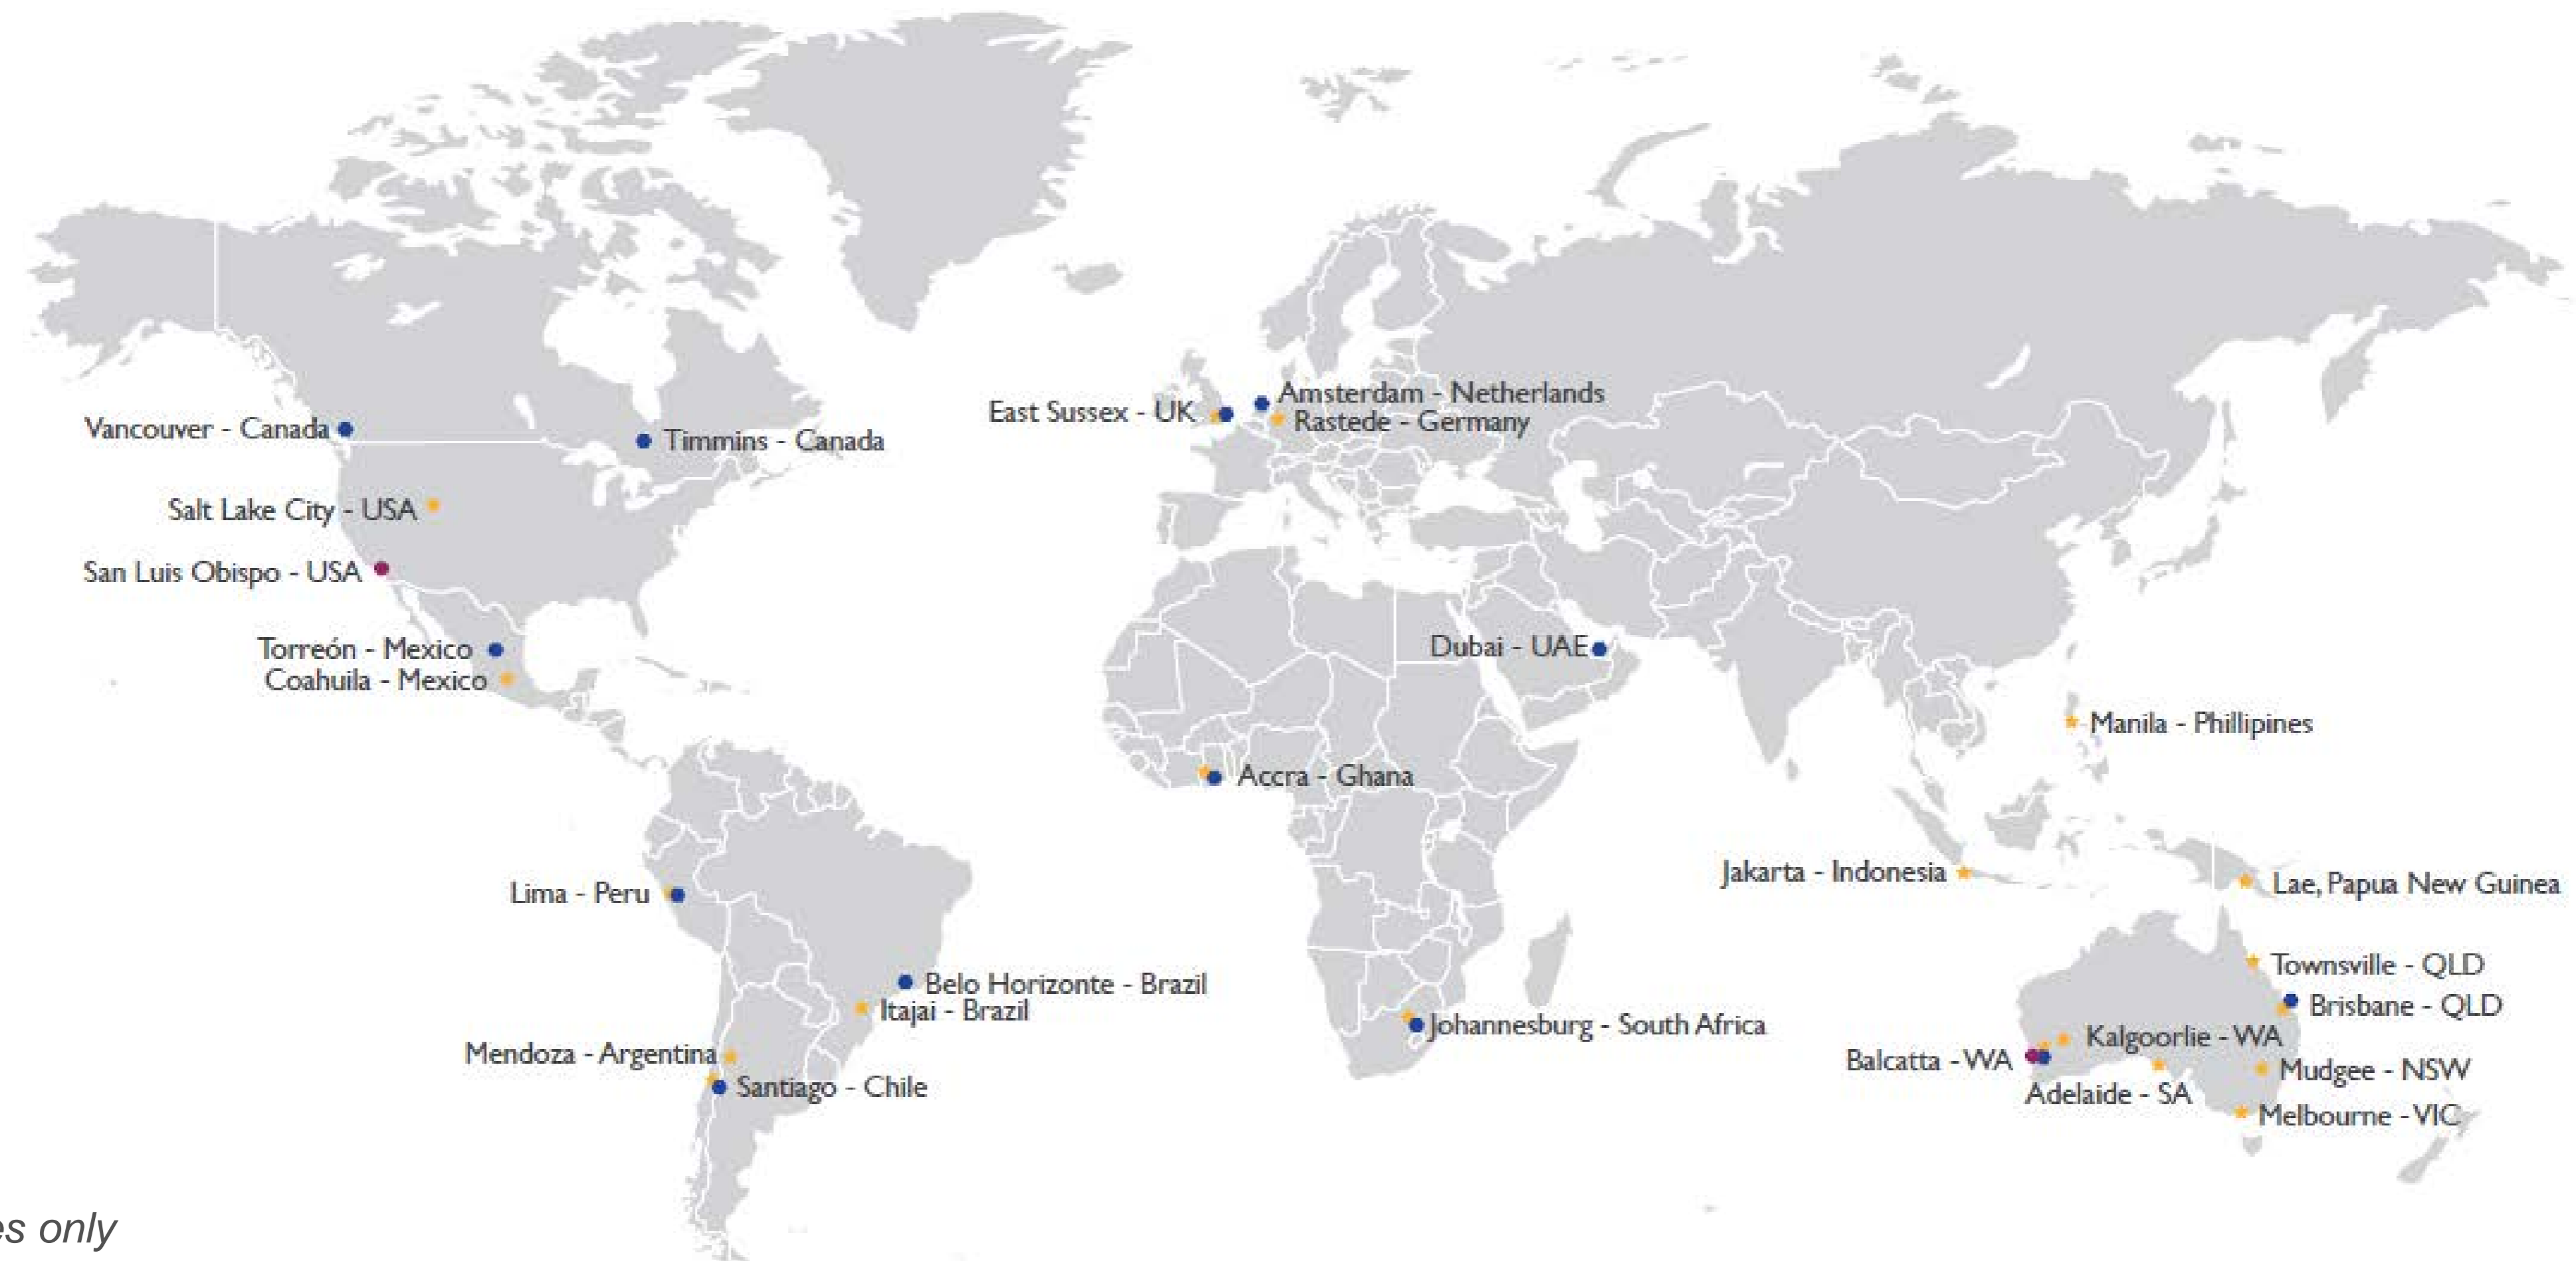 Vancouver - Canada
Timmins - Canada
Salt Lake City - USA
San Luis Obispo - USA
Torreón - Mexico
Coahuila - Mexico
Lima - Peru
Belo Horizonte - Brazil
Itajai - Brazil
Mendoza - Argentina
Santiago - Chile
East Sussex - UK
Amsterdam - Netherlands
Rastede - Germany
Dubai - UAE
Accra - Ghana
Johannesburg - South Africa
Manila - Phillipines
Jakarta - Indonesia
Lae, Papua New Guinea
Townsville - QLD
Brisbane - QLD
Kalgoorlie - WA
Balcatta - WA
Mudgee - NSW
Adelaide - SA
Melbourne - VIC
only